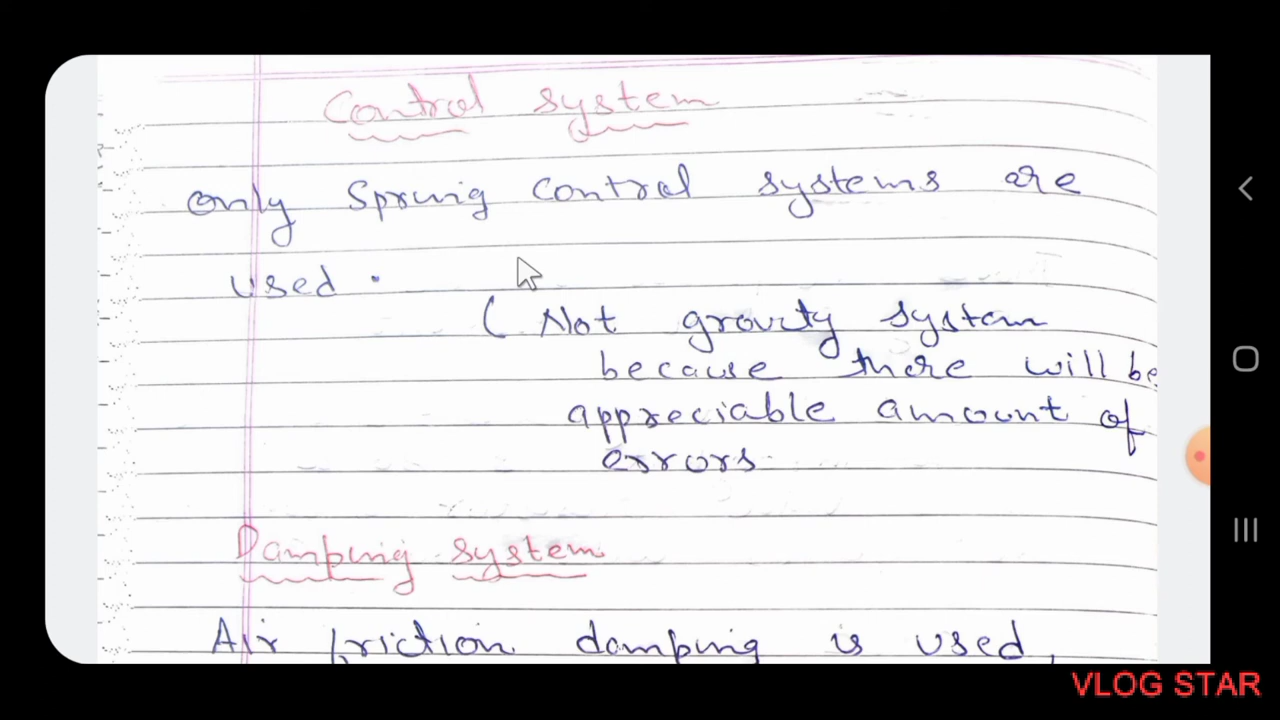 Control system
only Spring control systems are
used.
( Not gravity system
because there will be
appreciable amount of
errors.
Damping system
Air friction damping is used,
VLOG STAR